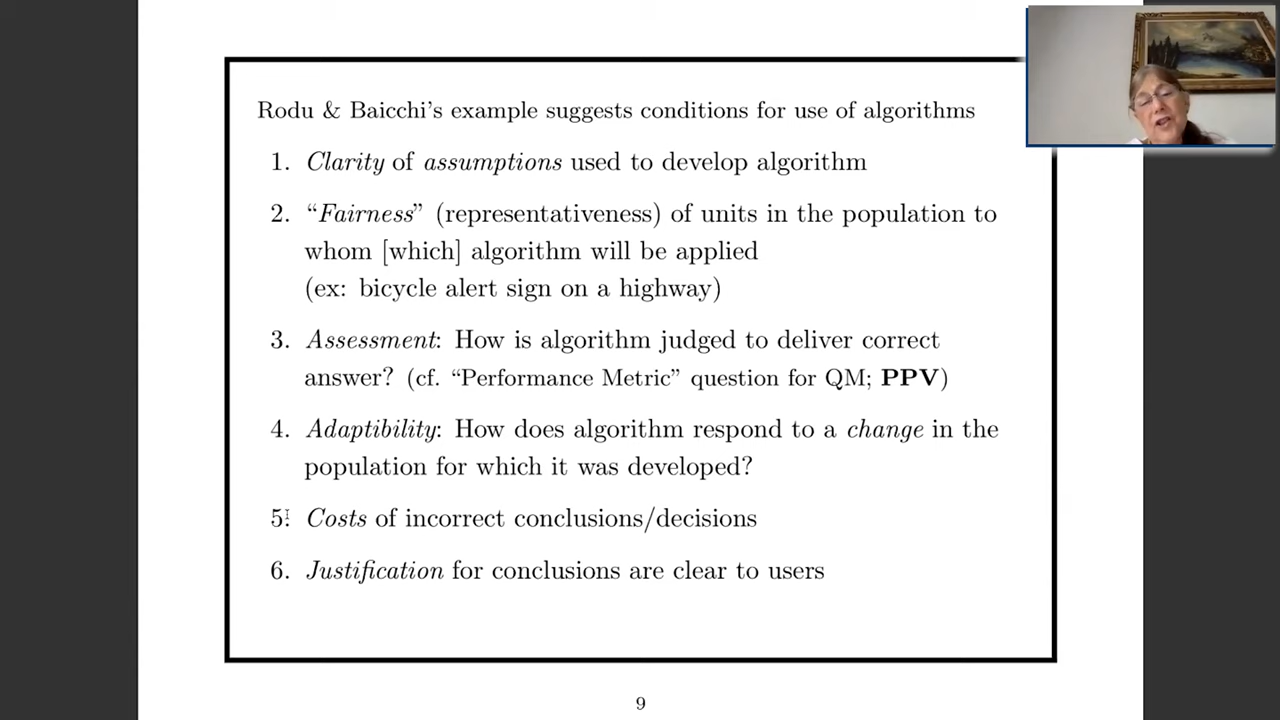 Rodu & Baicchi's example suggests conditions for use of algorithms
1. Clarity of assumptions used to develop algorithm
2. “Fairness” (representativeness) of units in the population to
whom [which] algorithm will be applied
(ex: bicycle alert sign on a highway)
3. Assessment: How is algorithm judged to deliver correct
answer? (cf. “Performance Metric” question for QM; PPV)
4. Adaptibility: How does algorithm respond to a change in the
population for which it was developed?
5. Costs of incorrect conclusions/decisions
6. Justification for conclusions are clear to users
9